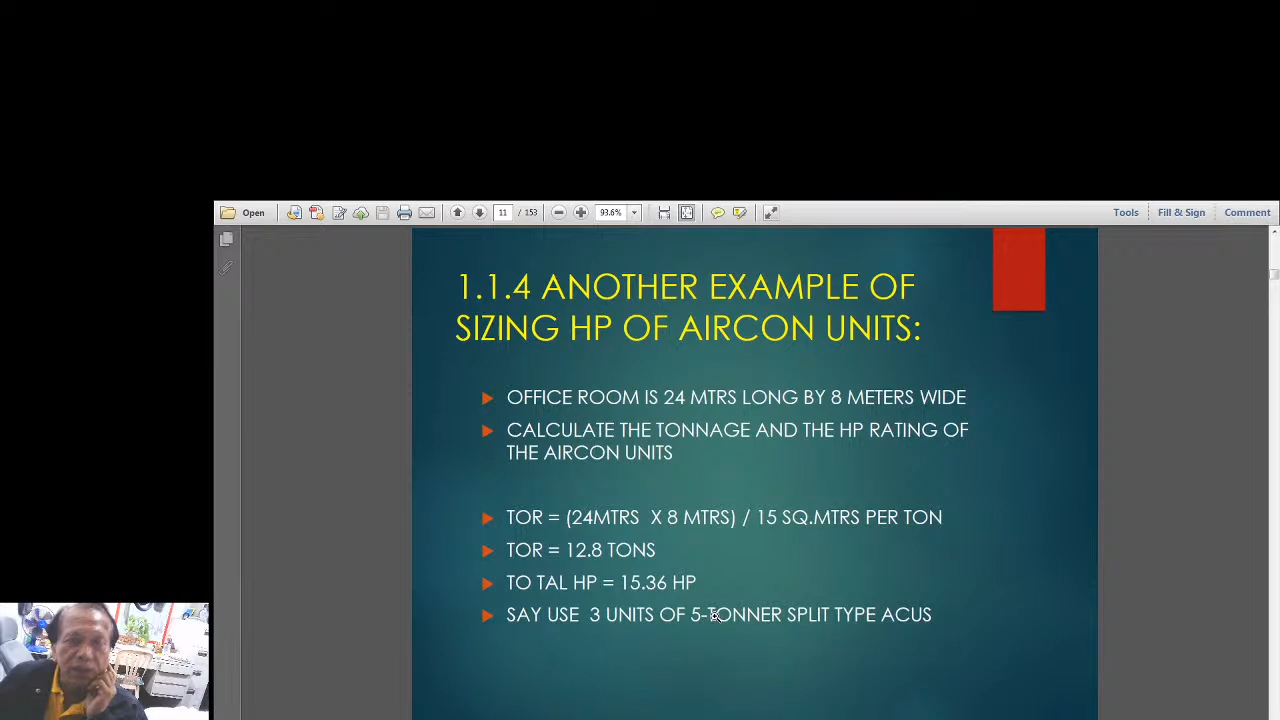 Open
11 / 153
93.6%
Tools
Fill & Sign
Comment
1.1.4 ANOTHER EXAMPLE OF
SIZING HP OF AIRCON UNITS:
OFFICE ROOM IS 24 MTRS LONG BY 8 METERS WIDE
CALCULATE THE TONNAGE AND THE HP RATING OF
THE AIRCON UNITS
TOR = (24MTRS X 8 MTRS) / 15 SQ.MTRS PER TON
TOR = 12.8 TONS
TO TAL HP = 15.36 HP
SAY USE 3 UNITS OF 5-TONNER SPLIT TYPE ACUS